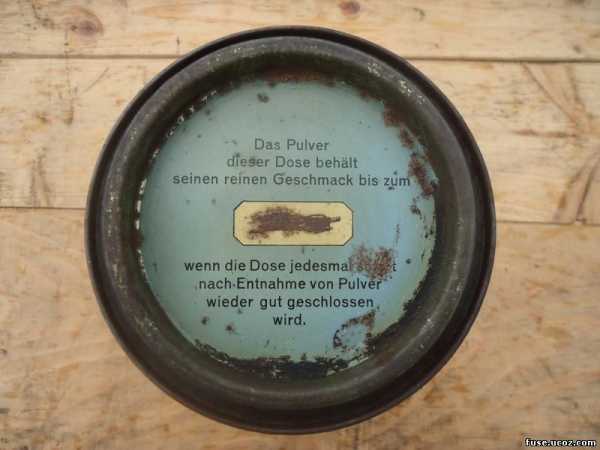 Das Pulver
dieser Dose behält
seinen reinen Geschmack bis zum
wenn die Dose jedesmal
nach Entnahme von Pulver
wieder gut geschlossen
wird.
fuse.ucoz.com